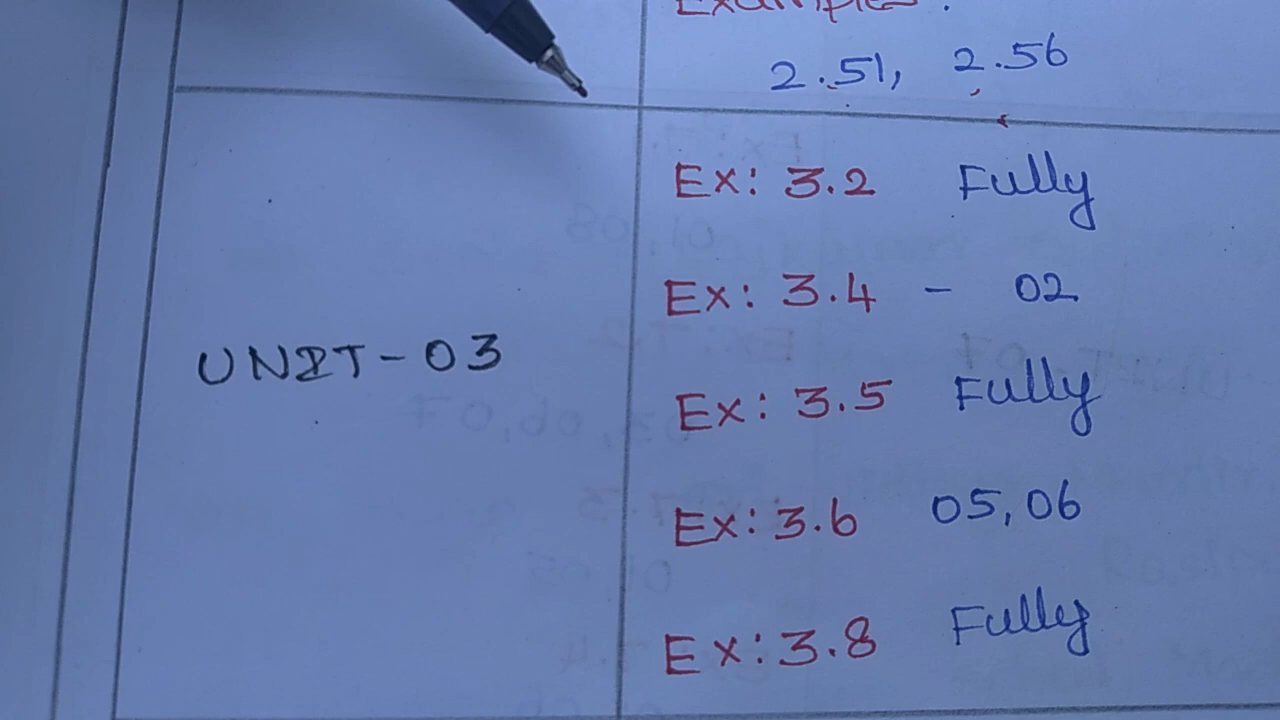 Examples:
2.51, 2.56
Ex: 3.2 Fully
Ex: 3.4 - 02
UNIT-03
Ex: 3.5 Fully
Ex: 3.6 05,06
Ex: 3.8 Fully